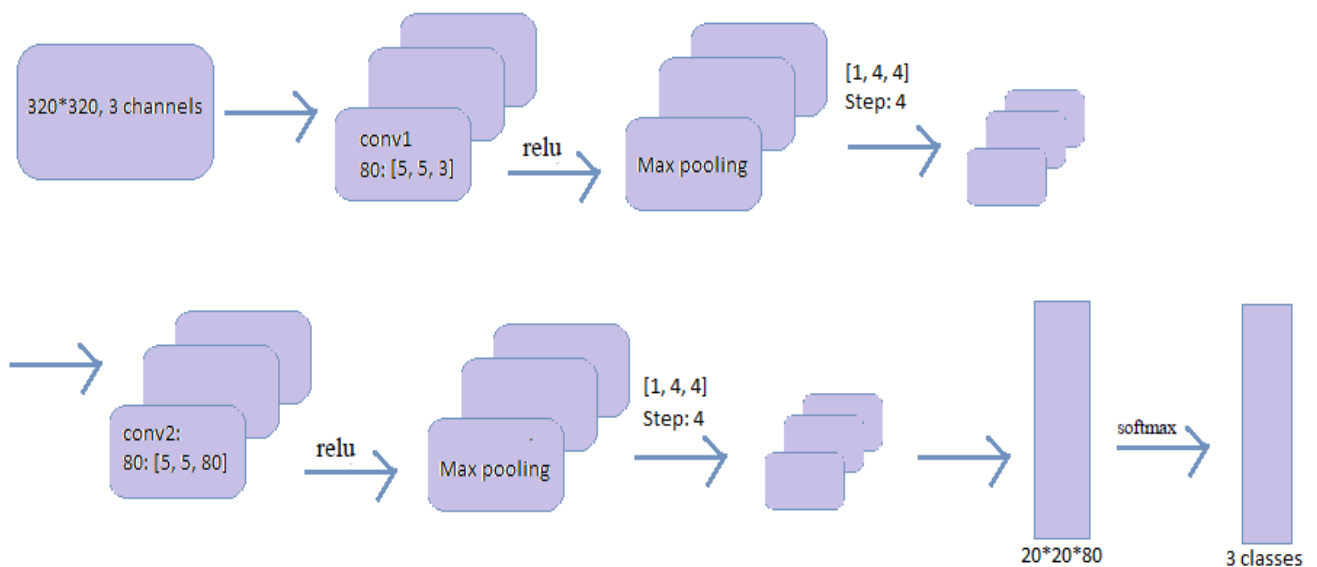 320*320, 3 channels
conv1
80: [5, 5, 3]
relu
Max pooling
[1, 4, 4]
Step: 4
conv2:
80: [5, 5, 80]
relu
Max pooling
[1, 4, 4]
Step: 4
20*20*80
softmax
3 classes